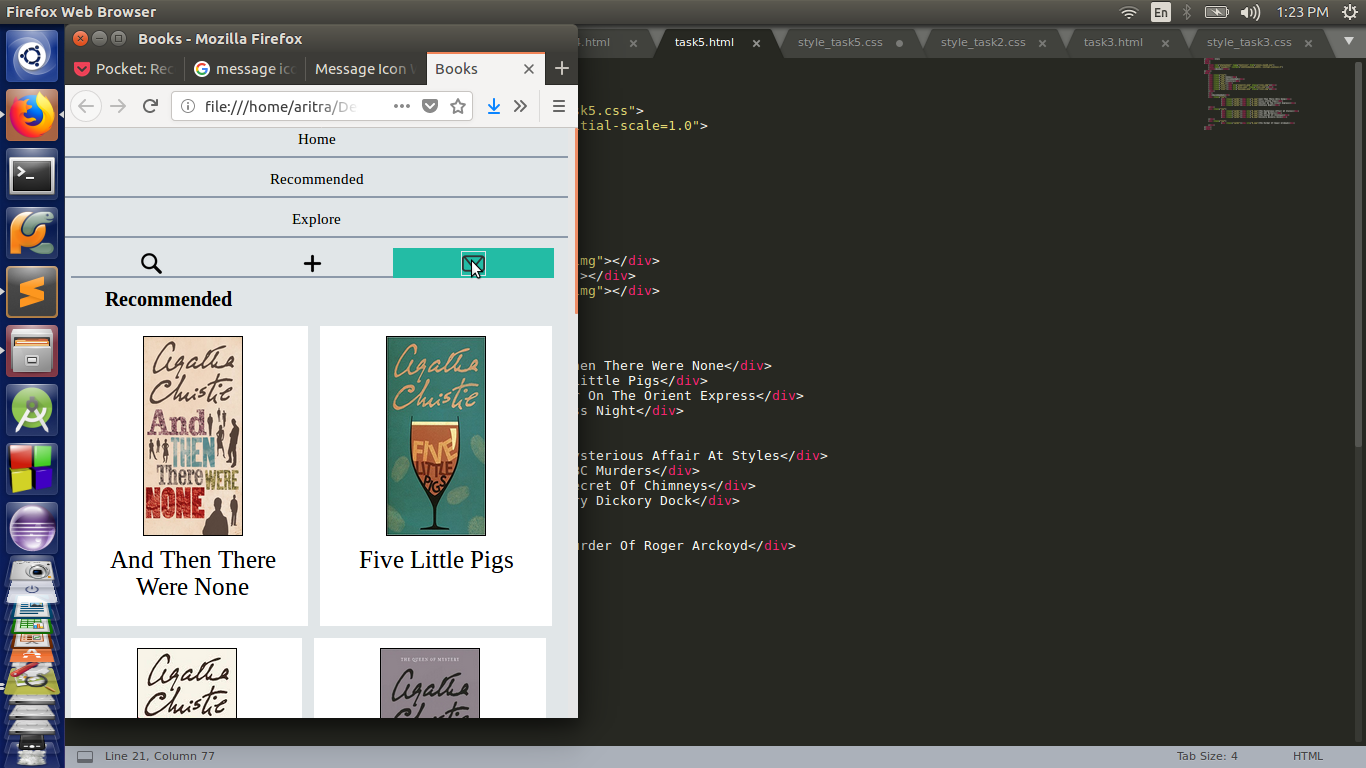 Firefox Web Browser
En
1:23 PM
Books - Mozilla Firefox
Pocket: Rec
message ico
Message Icon
Books
file:///home/aritra/De
Home
Recommended
Explore
Recommended
Agatha
Christie
And
THEN
There WERE
NONE
And Then There
Were None
Agatha
Christie
FIVE
LITTLE
PIGS
Five Little Pigs
Agatha
Christie
THE QUEEN OF MYSTERY
Agatha
Christie
.html
task5.html
style_task5.css
style_task2.css
task3.html
style_task3.css
k5.css">
tial-scale=1.0">
mg"></div>
></div>
mg"></div>
en There Were None</div>
ittle Pigs</div>
r On The Orient Express</div>
s Night</div>
ysterious Affair At Styles</div>
BC Murders</div>
ecret Of Chimneys</div>
y Dickory Dock</div>
urder Of Roger Arckoyd</div>
Line 21, Column 77
Tab Size: 4
HTML